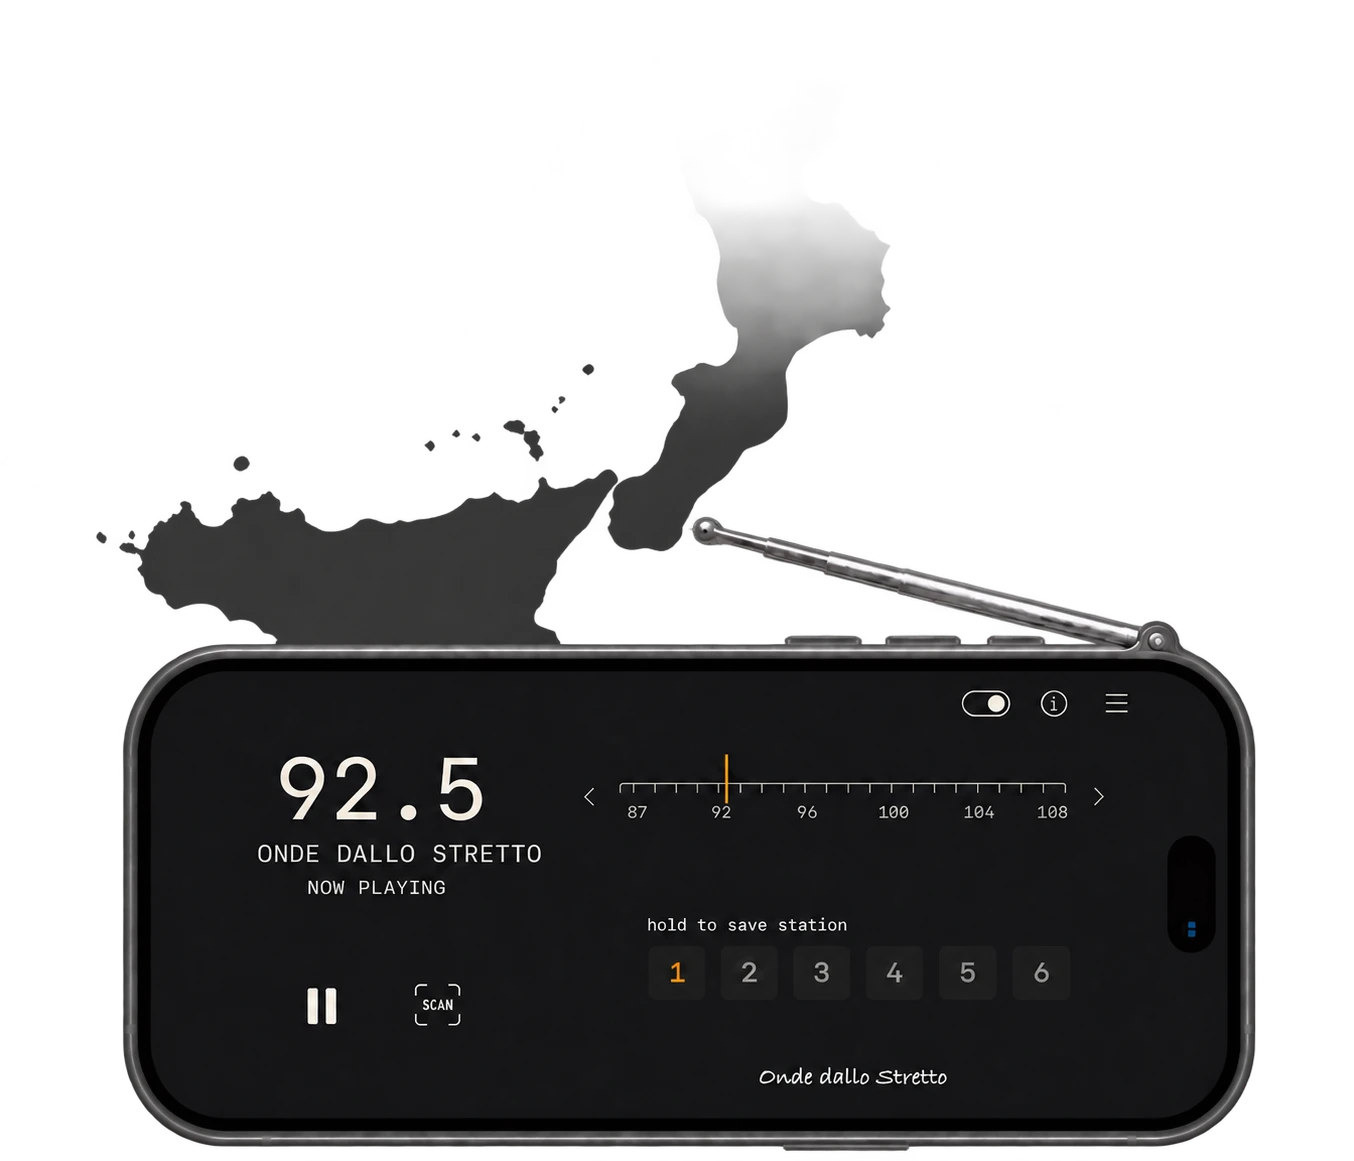 92.5
ONDE DALLO STRETTO
NOW PLAYING
87 92 96 100 104 108
hold to save station
1 2 3 4 5 6
SCAN
Onde dallo Stretto